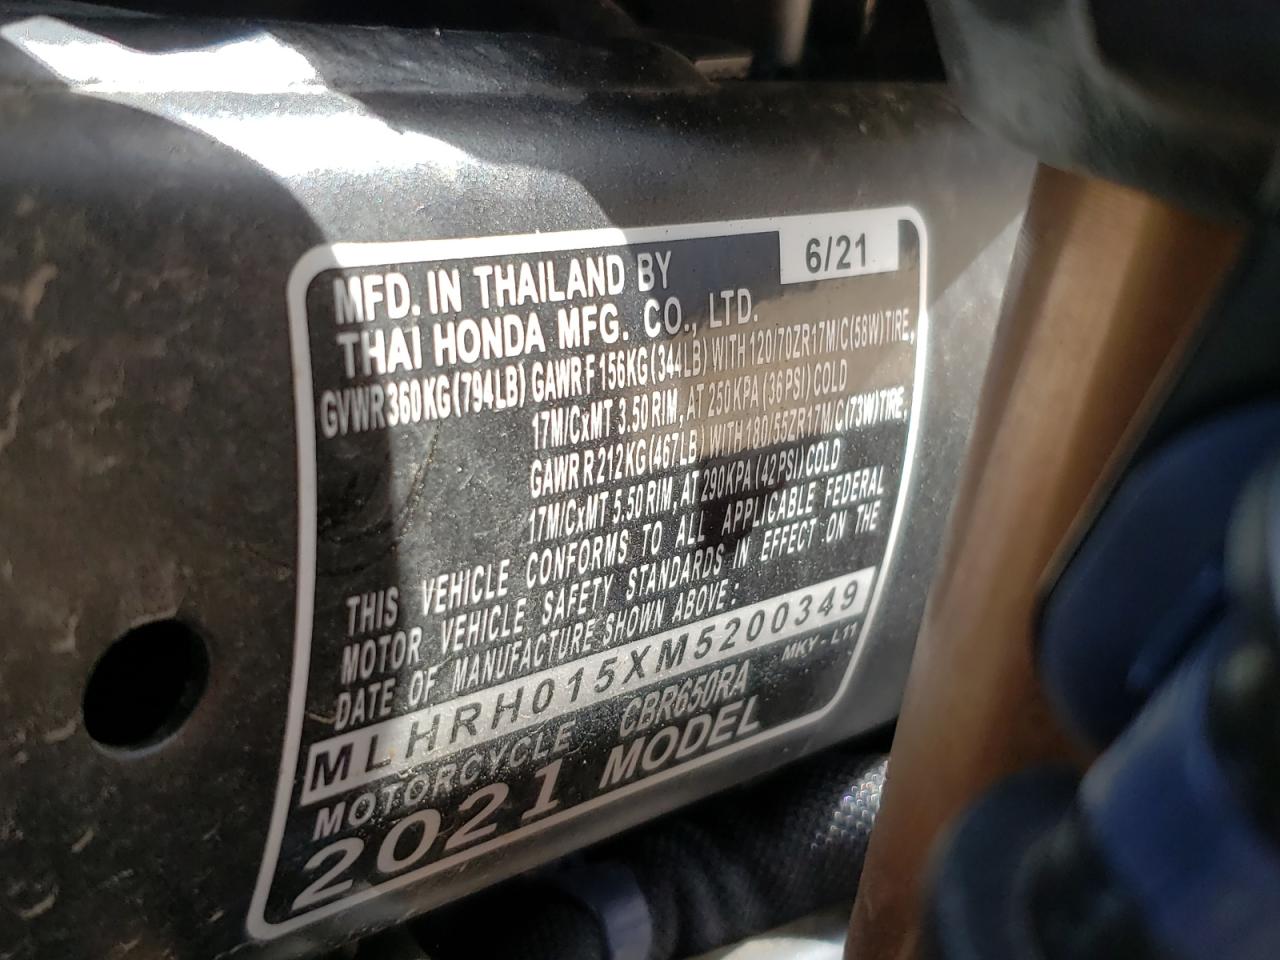 6/21
MFD. IN THAILAND BY
THAI HONDA MFG. CO., LTD.
GVWR 360KG(794LB) GAWR F 156KG(344LB) WITH 120/70ZR17M/C(58W)TIRE,
17M/CxMT 3.50 RIM, AT 250KPA(36PSI)COLD
GAWR R 212KG(467LB) WITH 180/55ZR17M/C(73W)TIRE,
17M/CxMT 5.50 RIM, AT 290KPA(42PSI)COLD
THIS VEHICLE CONFORMS TO ALL APPLICABLE FEDERAL
MOTOR VEHICLE SAFETY STANDARDS IN EFFECT ON THE
DATE OF MANUFACTURE SHOWN ABOVE:
MLHRH015XM5200349
MOTORCYCLE CBR650RA MKY-L11
2021 MODEL